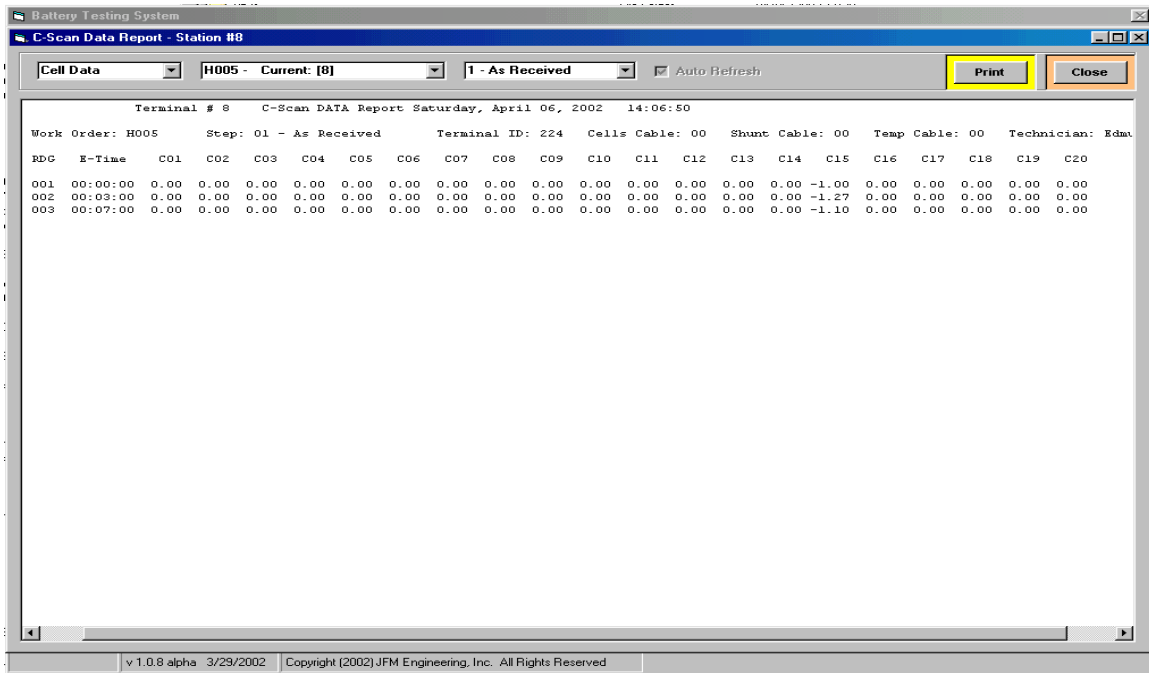 Battery Testing System
C-Scan Data Report - Station #8
Cell Data H005 - Current: [8] 1 - As Received Auto Refresh Print Close
Terminal # 8 C-Scan DATA Report Saturday, April 06, 2002 14:06:50
Work Order: H005 Step: 01 - As Received Terminal ID: 224 Cells Cable: 00 Shunt Cable: 00 Temp Cable: 00 Technician: Edmu
RDG E-Time C01 C02 C03 C04 C05 C06 C07 C08 C09 C10 C11 C12 C13 C14 C15 C16 C17 C18 C19 C20
001 00:00:00 0.00 0.00 0.00 0.00 0.00 0.00 0.00 0.00 0.00 0.00 0.00 0.00 0.00 0.00 -1.00 0.00 0.00 0.00 0.00 0.00
002 00:03:00 0.00 0.00 0.00 0.00 0.00 0.00 0.00 0.00 0.00 0.00 0.00 0.00 0.00 0.00 -1.27 0.00 0.00 0.00 0.00 0.00
003 00:07:00 0.00 0.00 0.00 0.00 0.00 0.00 0.00 0.00 0.00 0.00 0.00 0.00 0.00 0.00 -1.10 0.00 0.00 0.00 0.00 0.00
v 1.0.8 alpha 3/29/2002 Copyright (2002) JFM Engineering, Inc. All Rights Reserved